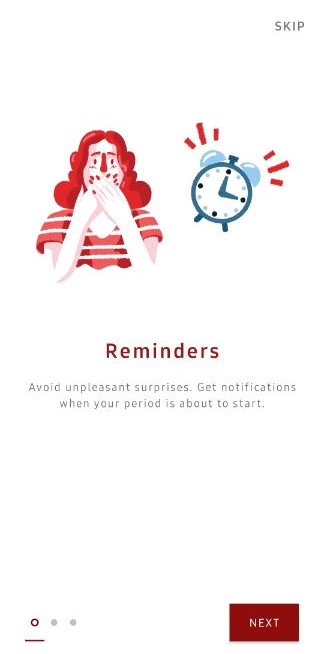 SKIP
Reminders
Avoid unpleasant surprises. Get notifications
when your period is about to start.
NEXT